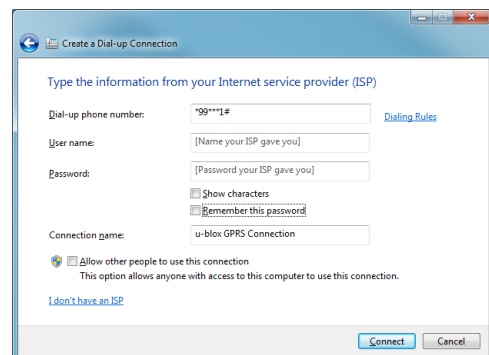 Create a Dial-up Connection
Type the information from your Internet service provider (ISP)
Dial-up phone number: *99***1# Dialing Rules
User name: [Name your ISP gave you]
Password: [Password your ISP gave you]
Show characters
Remember this password
Connection name: u-blox GPRS Connection
Allow other people to use this connection
This option allows anyone with access to this computer to use this connection.
I don't have an ISP
Connect Cancel